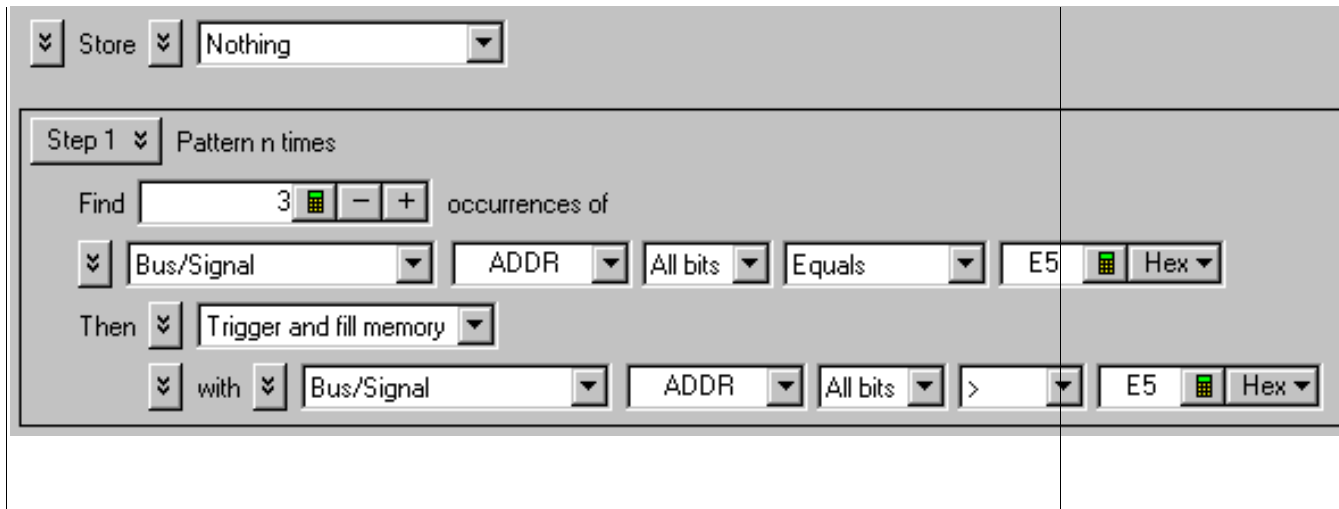 Store Nothing
Step 1 Pattern n times
Find 3 − + occurrences of
Bus/Signal ADDR All bits Equals E5 Hex
Then Trigger and fill memory
with Bus/Signal ADDR All bits > E5 Hex